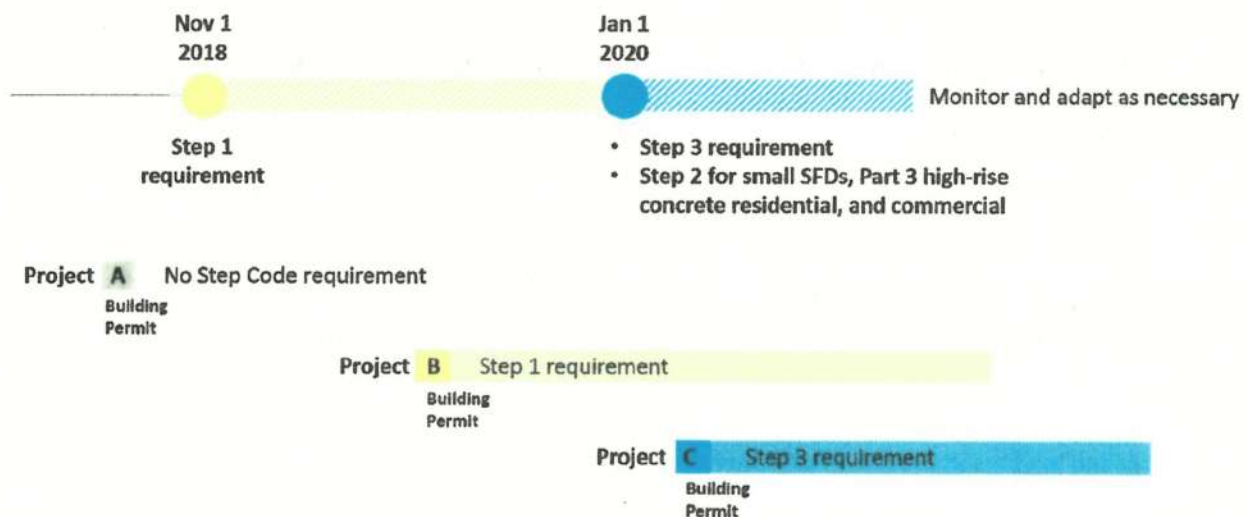 Nov 1
2018
Jan 1
2020
Monitor and adapt as necessary
Step 1
requirement
• Step 3 requirement
• Step 2 for small SFDs, Part 3 high-rise
concrete residential, and commercial
Project A No Step Code requirement
Building
Permit
Project B Step 1 requirement
Building
Permit
Project C Step 3 requirement
Building
Permit